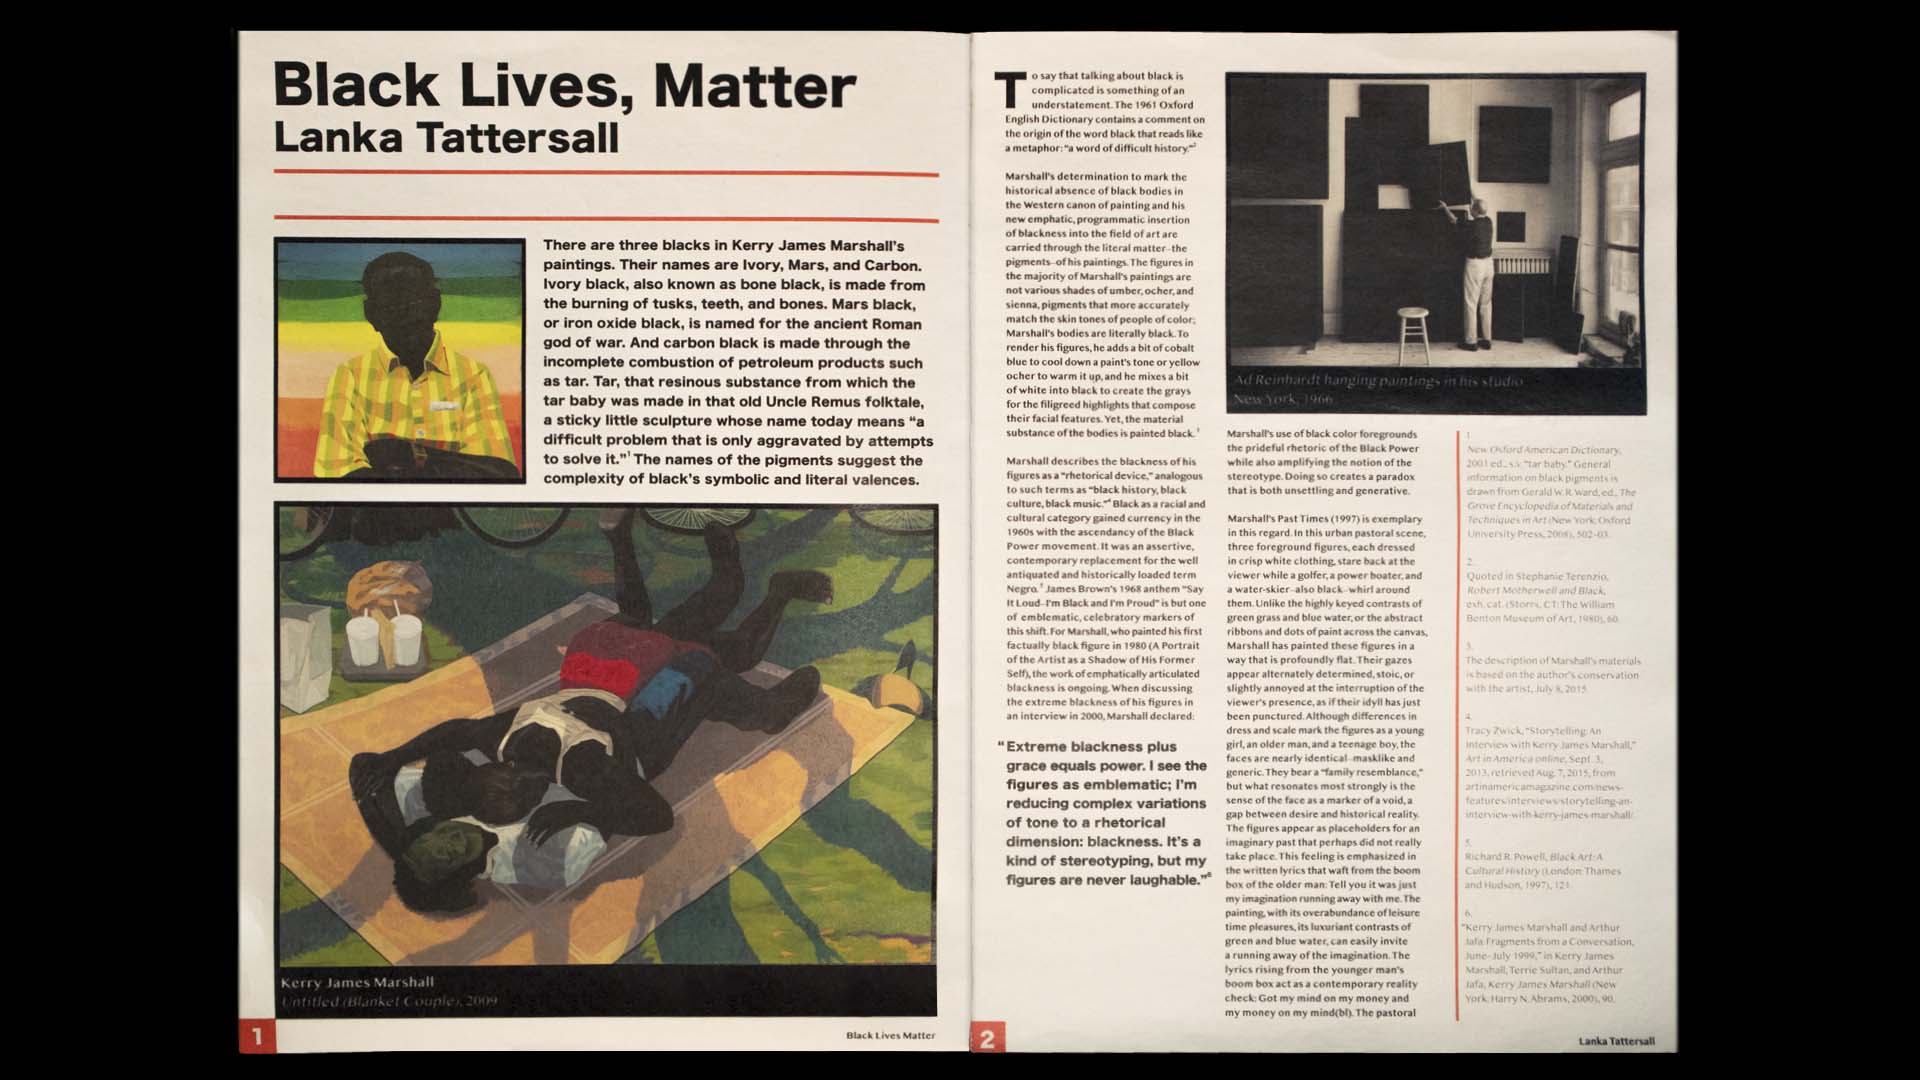 Black Lives, Matter
Lanka Tattersall
There are three blacks in Kerry James Marshall's
paintings. Their names are Ivory, Mars, and Carbon.
Ivory black, also known as bone black, is made from
the burning of tusks, teeth, and bones. Mars black,
or iron oxide black, is named for the ancient Roman
god of war. And carbon black is made through the
incomplete combustion of petroleum products such
as tar. Tar, that resinous substance from which the
tar baby was made in that old Uncle Remus folktale,
a sticky little sculpture whose name today means “a
difficult problem that is only aggravated by attempts
to solve it.”1 The names of the pigments suggest the
complexity of black's symbolic and literal valences.
Kerry James Marshall
Untitled (Blanket Couple), 2009
1
Black Lives Matter
To say that talking about black is
complicated is something of an
understatement. The 1961 Oxford
English Dictionary contains a comment on
the origin of the word black that reads like
a metaphor: “a word of difficult history.”2
Marshall's determination to mark the
historical absence of black bodies in
the Western canon of painting and his
new emphatic, programmatic insertion
of blackness into the field of art are
carried through the literal matter–the
pigments–of his paintings. The figures in
the majority of Marshall's paintings are
not various shades of umber, ocher, and
sienna, pigments that more accurately
match the skin tones of people of color;
Marshall's bodies are literally black. To
render his figures, he adds a bit of cobalt
blue to cool down a paint's tone or yellow
ocher to warm it up, and he mixes a bit
of white into black to create the grays
for the filigreed highlights that compose
their facial features. Yet, the material
substance of the bodies is painted black.3
Marshall describes the blackness of his
figures as a “rhetorical device,” analogous
to such terms as “black history, black
culture, black music.”4 Black as a racial and
cultural category gained currency in the
1960s with the ascendancy of the Black
Power movement. It was an assertive,
contemporary replacement for the well
antiquated and historically loaded term
Negro.5 James Brown's 1968 anthem “Say
It Loud–I'm Black and I'm Proud” is but one
of emblematic, celebratory markers of
this shift. For Marshall, who painted his first
factually black figure in 1980 (A Portrait
of the Artist as a Shadow of His Former
Self), the work of emphatically articulated
blackness is ongoing. When discussing
the extreme blackness of his figures in
an interview in 2000, Marshall declared:
“Extreme blackness plus
grace equals power. I see the
figures as emblematic; I'm
reducing complex variations
of tone to a rhetorical
dimension: blackness. It's a
kind of stereotyping, but my
figures are never laughable.”6
Ad Reinhardt hanging paintings in his studio
New York, 1966
Marshall's use of black color foregrounds
the prideful rhetoric of the Black Power
while also amplifying the notion of the
stereotype. Doing so creates a paradox
that is both unsettling and generative.
Marshall's Past Times (1997) is exemplary
in this regard. In this urban pastoral scene,
three foreground figures, each dressed
in crisp white clothing, stare back at the
viewer while a golfer, a power boater, and
a water-skier–also black–whirl around
them. Unlike the highly keyed contrasts of
green grass and blue water, or the abstract
ribbons and dots of paint across the canvas,
Marshall has painted these figures in a
way that is profoundly flat. Their gazes
appear alternately determined, stoic, or
slightly annoyed at the interruption of the
viewer's presence, as if their idyll has just
been punctured. Although differences in
dress and scale mark the figures as a young
girl, an older man, and a teenage boy, the
faces are nearly identical–masklike and
generic. They bear a “family resemblance,”
but what resonates most strongly is the
sense of the face as a marker of a void, a
gap between desire and historical reality.
The figures appear as placeholders for an
imaginary past that perhaps did not really
take place. This feeling is emphasized in
the written lyrics that waft from the boom
box of the older man: Tell you it was just
my imagination running away with me. The
painting, with its overabundance of leisure
time pleasures, its luxuriant contrasts of
green and blue water, can easily invite
a running away of the imagination. The
lyrics rising from the younger man's
boom box act as a contemporary reality
check: Got my mind on my money and
my money on my mind(bl). The pastoral
1.
New Oxford American Dictionary,
2001 ed., s.v. “tar baby.” General
information on black pigments is
drawn from Gerald W. R. Ward, ed., The
Grove Encyclopedia of Materials and
Techniques in Art (New York: Oxford
University Press, 2008), 502–03.
2.
Quoted in Stephanie Terenzio,
Robert Motherwell and Black,
exh. cat. (Storrs, CT: The William
Benton Museum of Art, 1980), 60.
3.
The description of Marshall's materials
is based on the author's conservation
with the artist, July 8, 2015.
4.
Tracy Zwick, “Storytelling: An
Interview with Kerry James Marshall,”
Art in America online, Sept. 3,
2013, retrieved Aug. 7, 2015, from
artinamericamagazine.com/news-
features/interviews/storytelling-an-
interview-with-kerry-james-marshall/.
5.
Richard R. Powell, Black Art: A
Cultural History (London: Thames
and Hudson, 1997), 121.
6.
“Kerry James Marshall and Arthur
Jafa: Fragments from a Conversation,
June–July 1999,” in Kerry James
Marshall, Terrie Sultan, and Arthur
Jafa, Kerry James Marshall (New
York: Harry N. Abrams, 2000), 90.
2
Lanka Tattersall